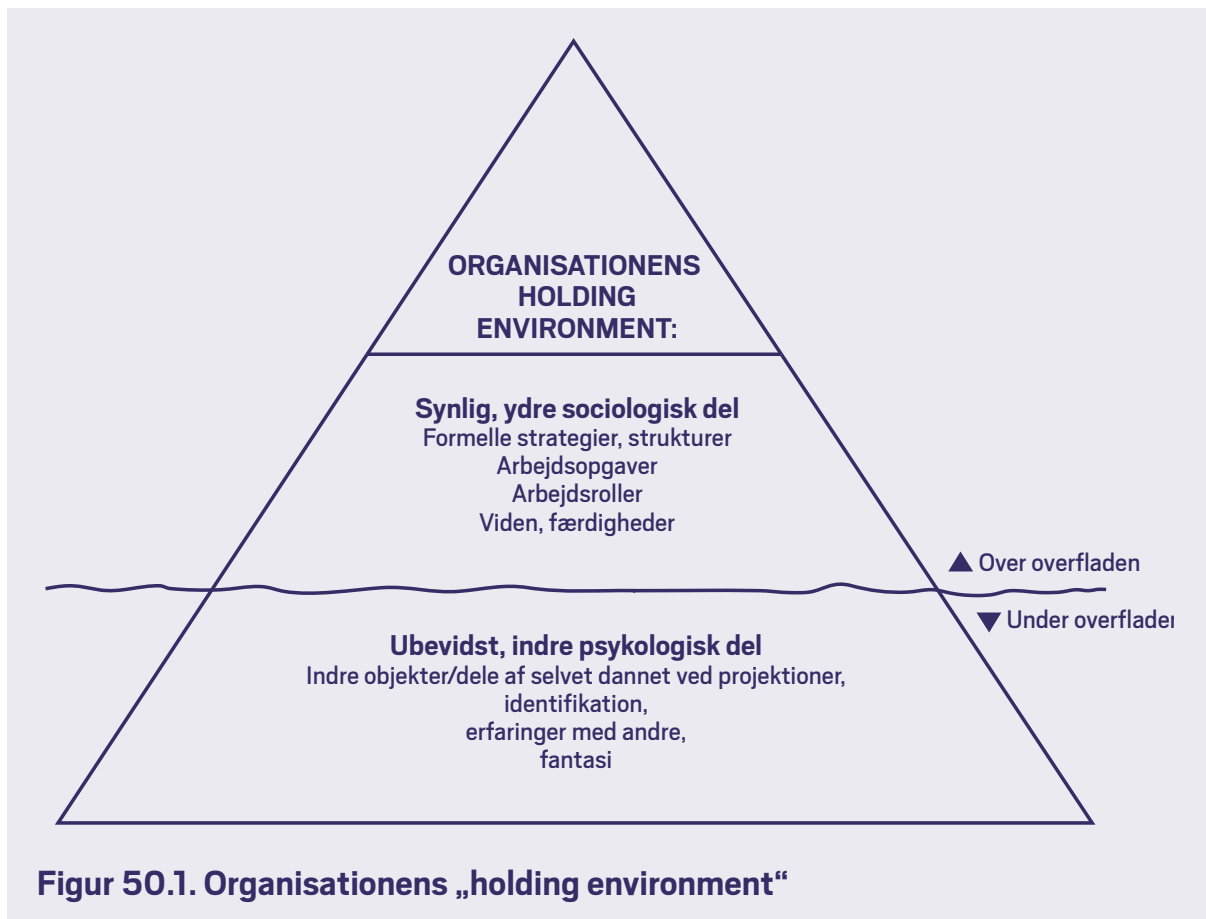 ORGANISATIONENS
HOLDING
ENVIRONMENT:
Synlig, ydre sociologisk del
Formelle strategier, strukturer
Arbejdsopgaver
Arbejdsroller
Viden, færdigheder
▲ Over overfladen
▼ Under overflader
Ubevidst, indre psykologisk del
Indre objekter/dele af selvet dannet ved projektioner,
identifikation,
erfaringer med andre,
fantasi
Figur 50.1. Organisationens „holding environment“